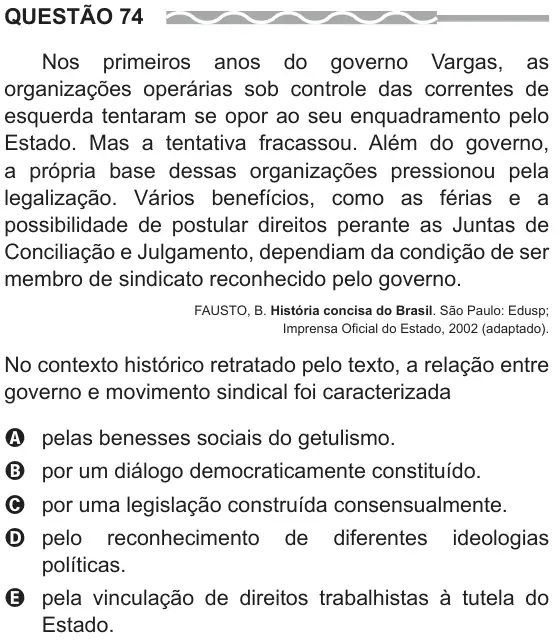 QUESTÃO 74
Nos primeiros anos do governo Vargas, as
organizações operárias sob controle das correntes de
esquerda tentaram se opor ao seu enquadramento pelo
Estado. Mas a tentativa fracassou. Além do governo,
a própria base dessas organizações pressionou pela
legalização. Vários benefícios, como as férias e a
possibilidade de postular direitos perante as Juntas de
Conciliação e Julgamento, dependiam da condição de ser
membro de sindicato reconhecido pelo governo.
FAUSTO, B. História concisa do Brasil. São Paulo: Edusp;
Imprensa Oficial do Estado, 2002 (adaptado).
No contexto histórico retratado pelo texto, a relação entre
governo e movimento sindical foi caracterizada
A pelas benesses sociais do getulismo.
B por um diálogo democraticamente constituído.
C por uma legislação construída consensualmente.
D pelo reconhecimento de diferentes ideologias
políticas.
E pela vinculação de direitos trabalhistas à tutela do
Estado.